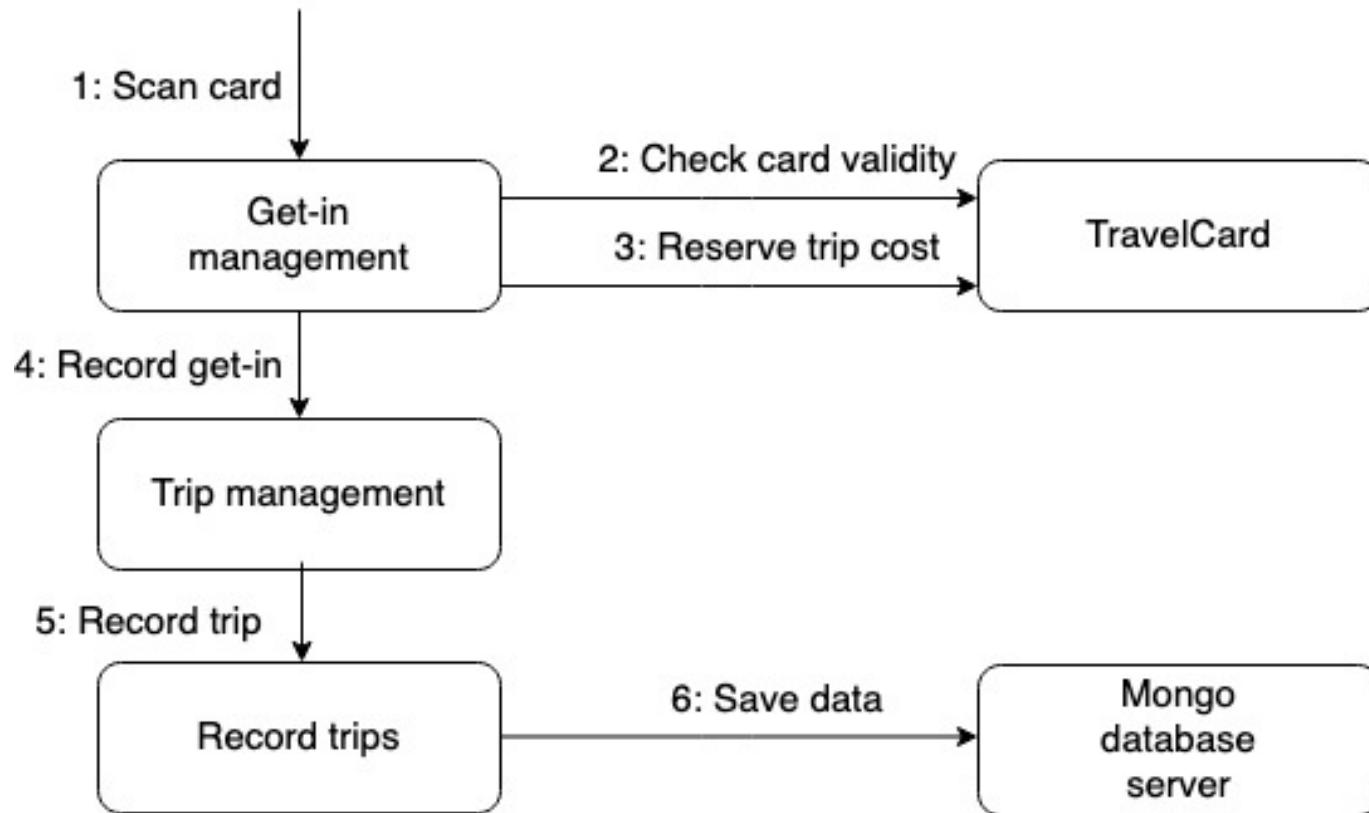 1: Scan card
2: Check card validity
Get-in
management
3: Reserve trip cost
TravelCard
4: Record get-in
Trip management
5: Record trip
Record trips
6: Save data
Mongo
database
server